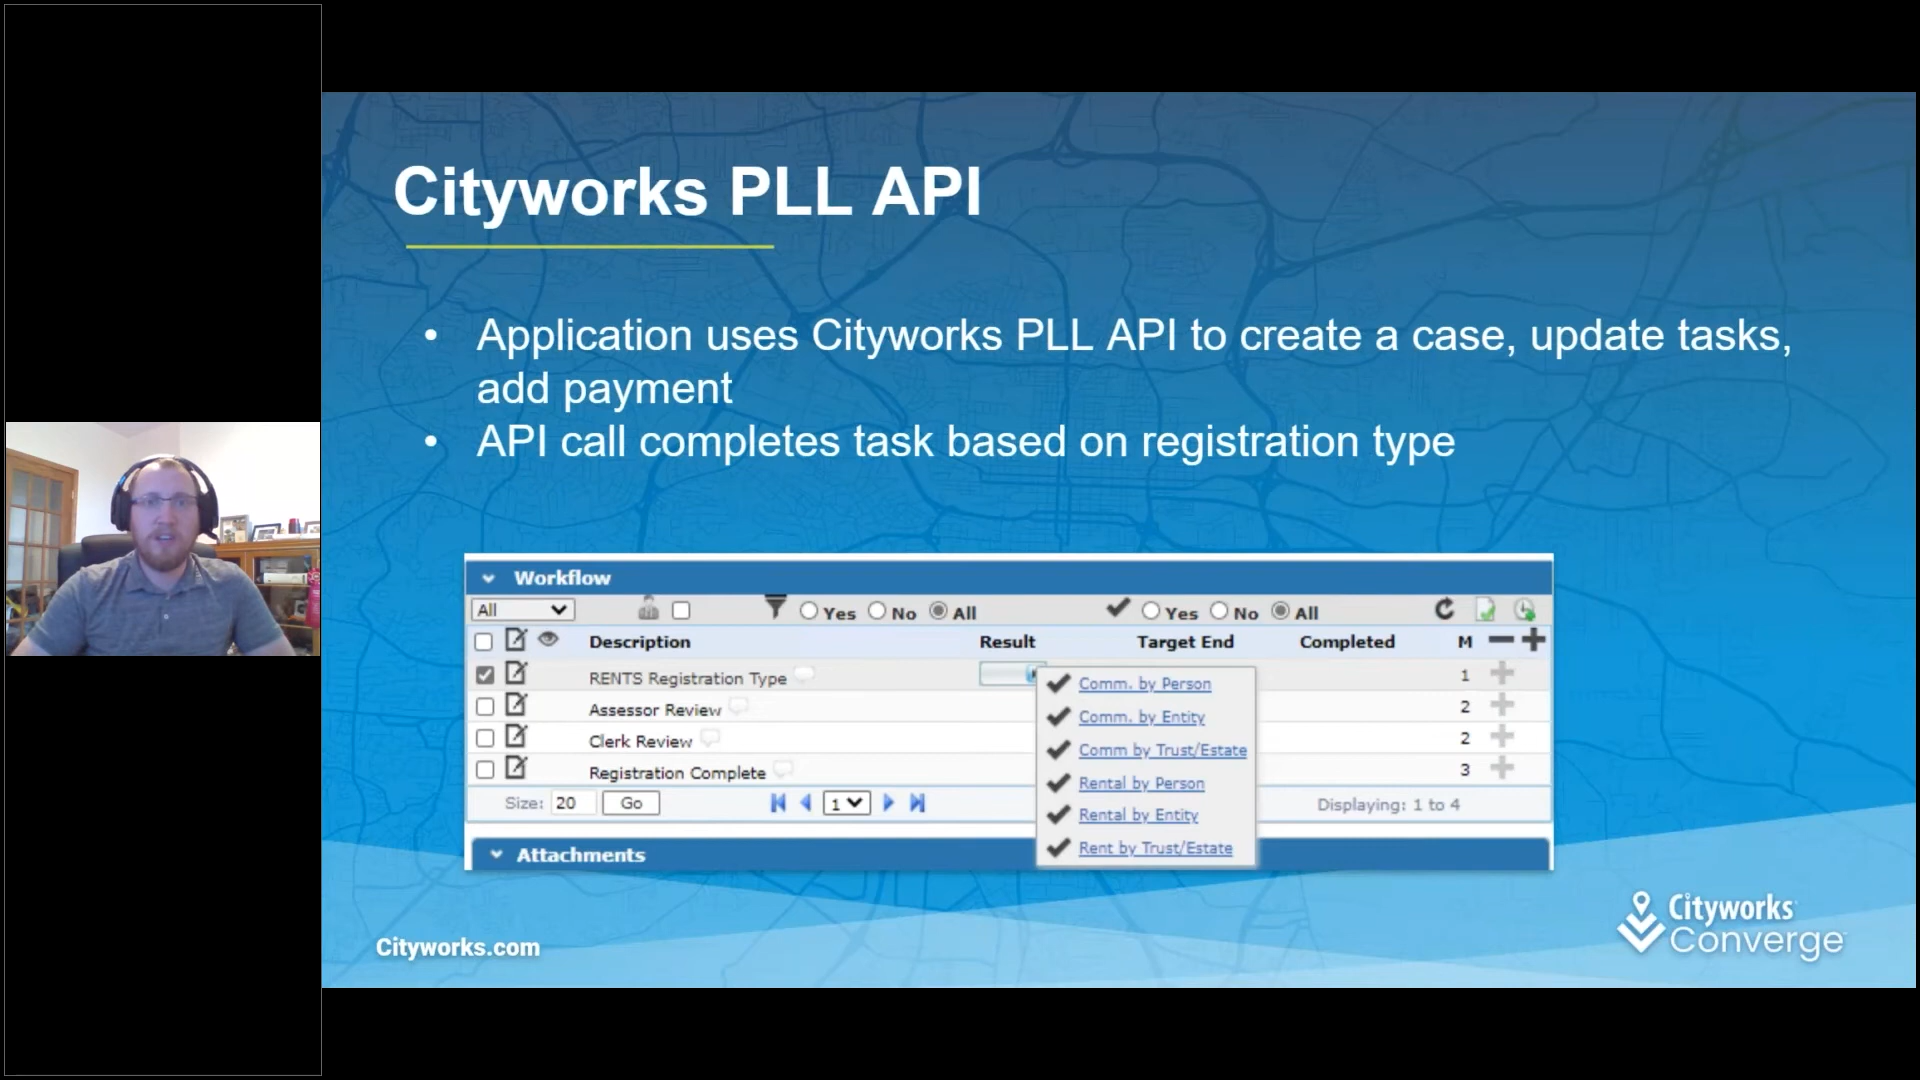 Cityworks PLL API
• Application uses Cityworks PLL API to create a case, update tasks,
add payment
• API call completes task based on registration type
Workflow
All Yes No All Yes No All
Description Result Target End Completed M
RENTS Registration Type 1
Assessor Review 2
Clerk Review 2
Registration Complete 3
Comm. by Person
Comm. by Entity
Comm by Trust/Estate
Rental by Person
Rental by Entity
Rent by Trust/Estate
Size: 20 Go 1 Displaying: 1 to 4
Attachments
Cityworks.com
Cityworks
Converge